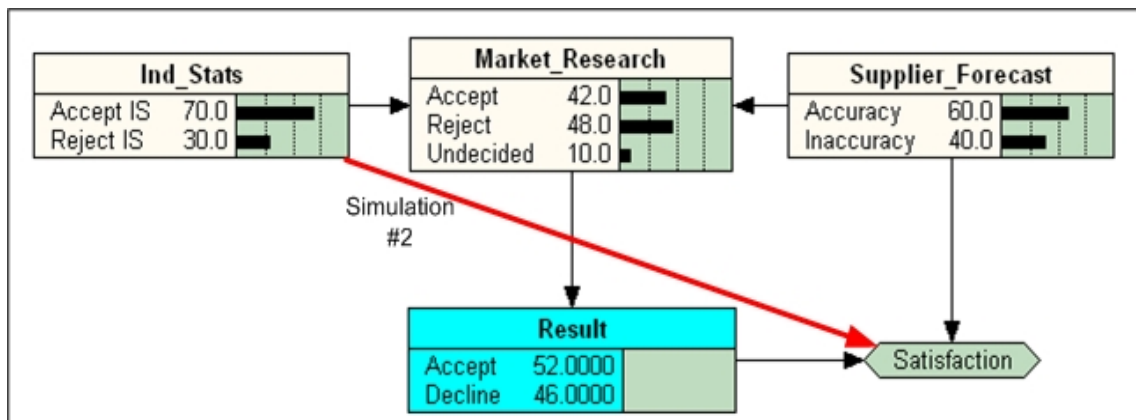 Ind_Stats
Accept IS 70.0
Reject IS 30.0
Market_Research
Accept 42.0
Reject 48.0
Undecided 10.0
Supplier_Forecast
Accuracy 60.0
Inaccuracy 40.0
Simulation
#2
Result
Accept 52.0000
Decline 46.0000
Satisfaction